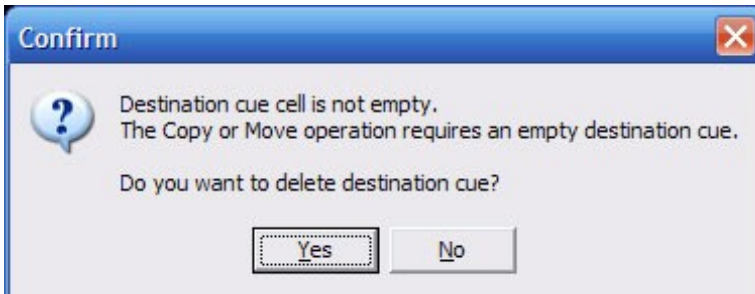 Confirm
Destination cue cell is not empty.
The Copy or Move operation requires an empty destination cue.
Do you want to delete destination cue?
Yes No